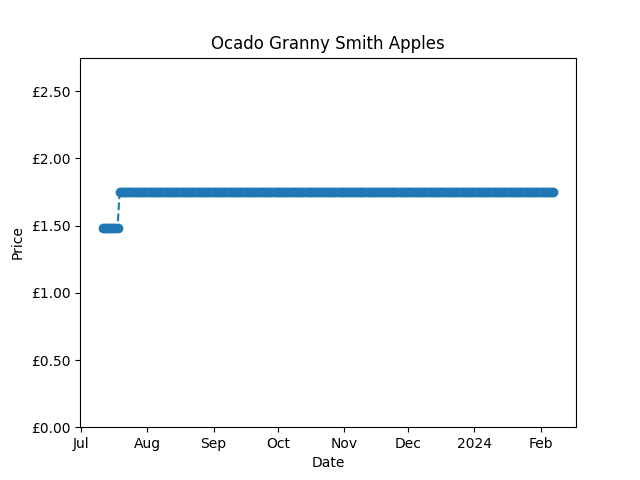 Ocado Granny Smith Apples
£2.50
£2.00
£1.50
£1.00
£0.50
£0.00
Price
Jul Aug Sep Oct Nov Dec 2024 Feb
Date